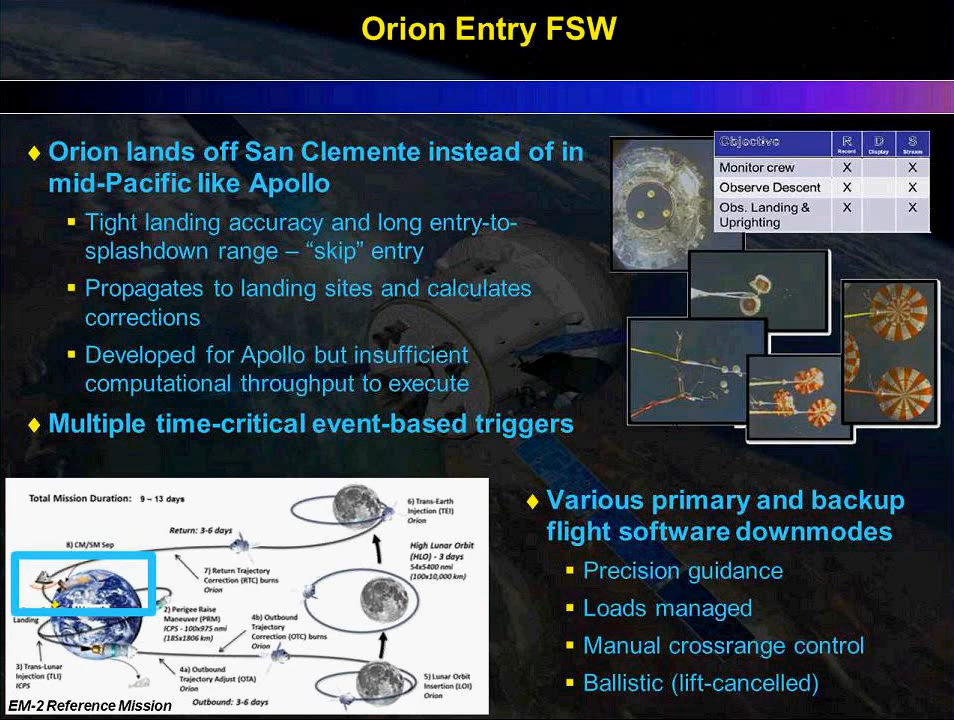 Orion Entry FSW
Orion lands off San Clemente instead of in
mid-Pacific like Apollo
Tight landing accuracy and long entry-to-
splashdown range – “skip” entry
Propagates to landing sites and calculates
corrections
Developed for Apollo but insufficient
computational throughput to execute
Multiple time-critical event-based triggers
Objective R D S
Record Display Stream
Monitor crew X X
Observe Descent X X
Obs. Landing & X X
Uprighting
Total Mission Duration: 9 – 13 days
6) Trans-Earth
Injection (TEI)
Orion
Return: 3-6 days
8) CM/SM Sep
High Lunar Orbit
(HLO) - 3 days
54x5400 nmi
(100x10,000 km)
7) Return Trajectory
Correction (RTC) burns
Orion
Landing
2) Perigee Raise
Maneuver (PRM)
ICPS - 100x975 nmi
(185x1806 km)
4b) Outbound
Trajectory
Correction (OTC) burns
Orion
3) Trans-Lunar
Injection (TLI)
ICPS
4a) Outbound
Trajectory Adjust (OTA)
Orion
5) Lunar Orbit
Insertion (LOI)
Orion
Outbound: 3-6 days
EM-2 Reference Mission
Various primary and backup
flight software downmodes
Precision guidance
Loads managed
Manual crossrange control
Ballistic (lift-cancelled)